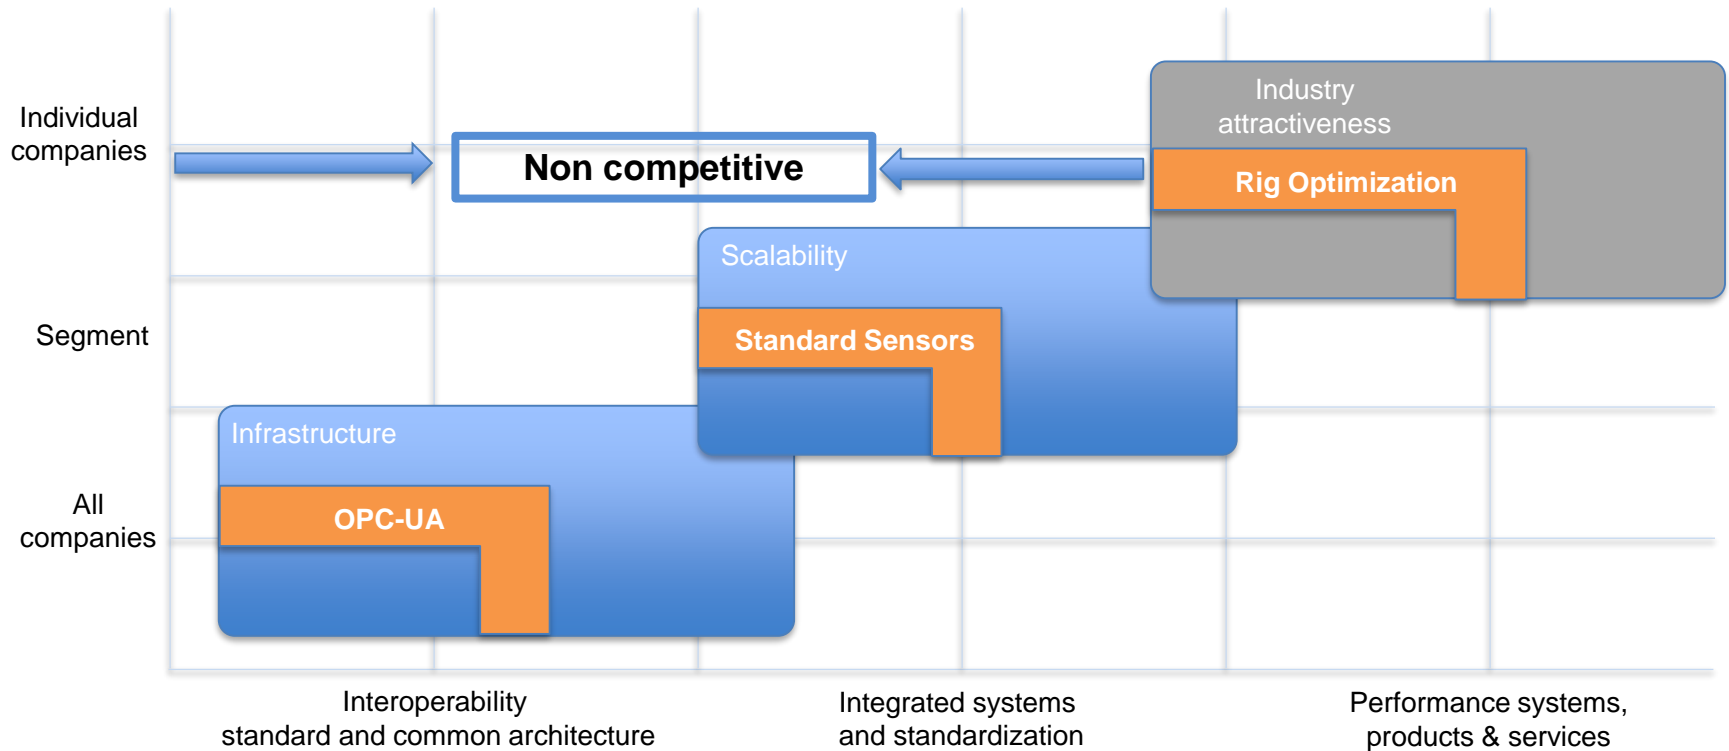 Individual
companies
Non competitive
Industry
attractiveness
Rig Optimization
Scalability
Segment
Standard Sensors
Infrastructure
All
companies
OPC-UA
Interoperability
standard and common architecture
Integrated systems
and standardization
Performance systems,
products & services